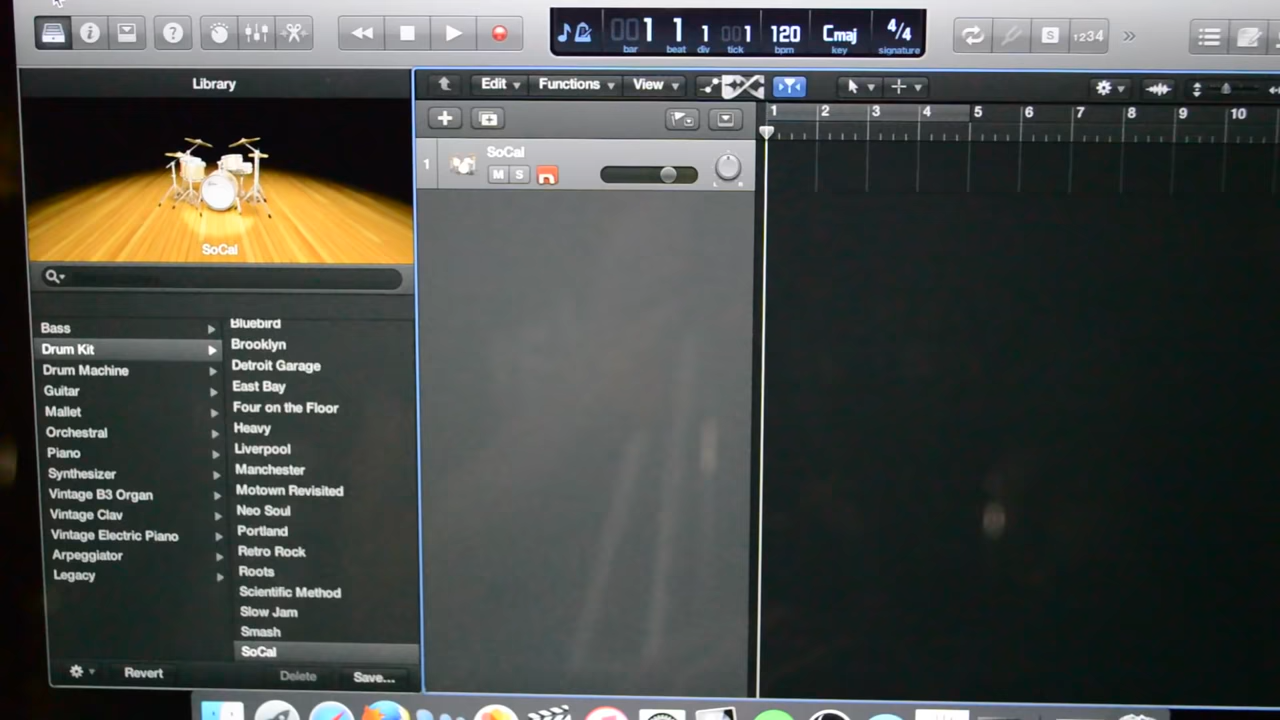 1 1 1 1 120 Cmaj 4/4
bar beat div tick bpm key signature
S 1234
Library
Edit Functions View
1 2 3 4 5 6 7 8 9 10
SoCal
1
M S
L R
SoCal
Bass
Drum Kit
Drum Machine
Guitar
Mallet
Orchestral
Piano
Synthesizer
Vintage B3 Organ
Vintage Clav
Vintage Electric Piano
Arpeggiator
Legacy
Bluebird
Brooklyn
Detroit Garage
East Bay
Four on the Floor
Heavy
Liverpool
Manchester
Motown Revisited
Neo Soul
Portland
Retro Rock
Roots
Scientific Method
Slow Jam
Smash
SoCal
Revert Delete Save...